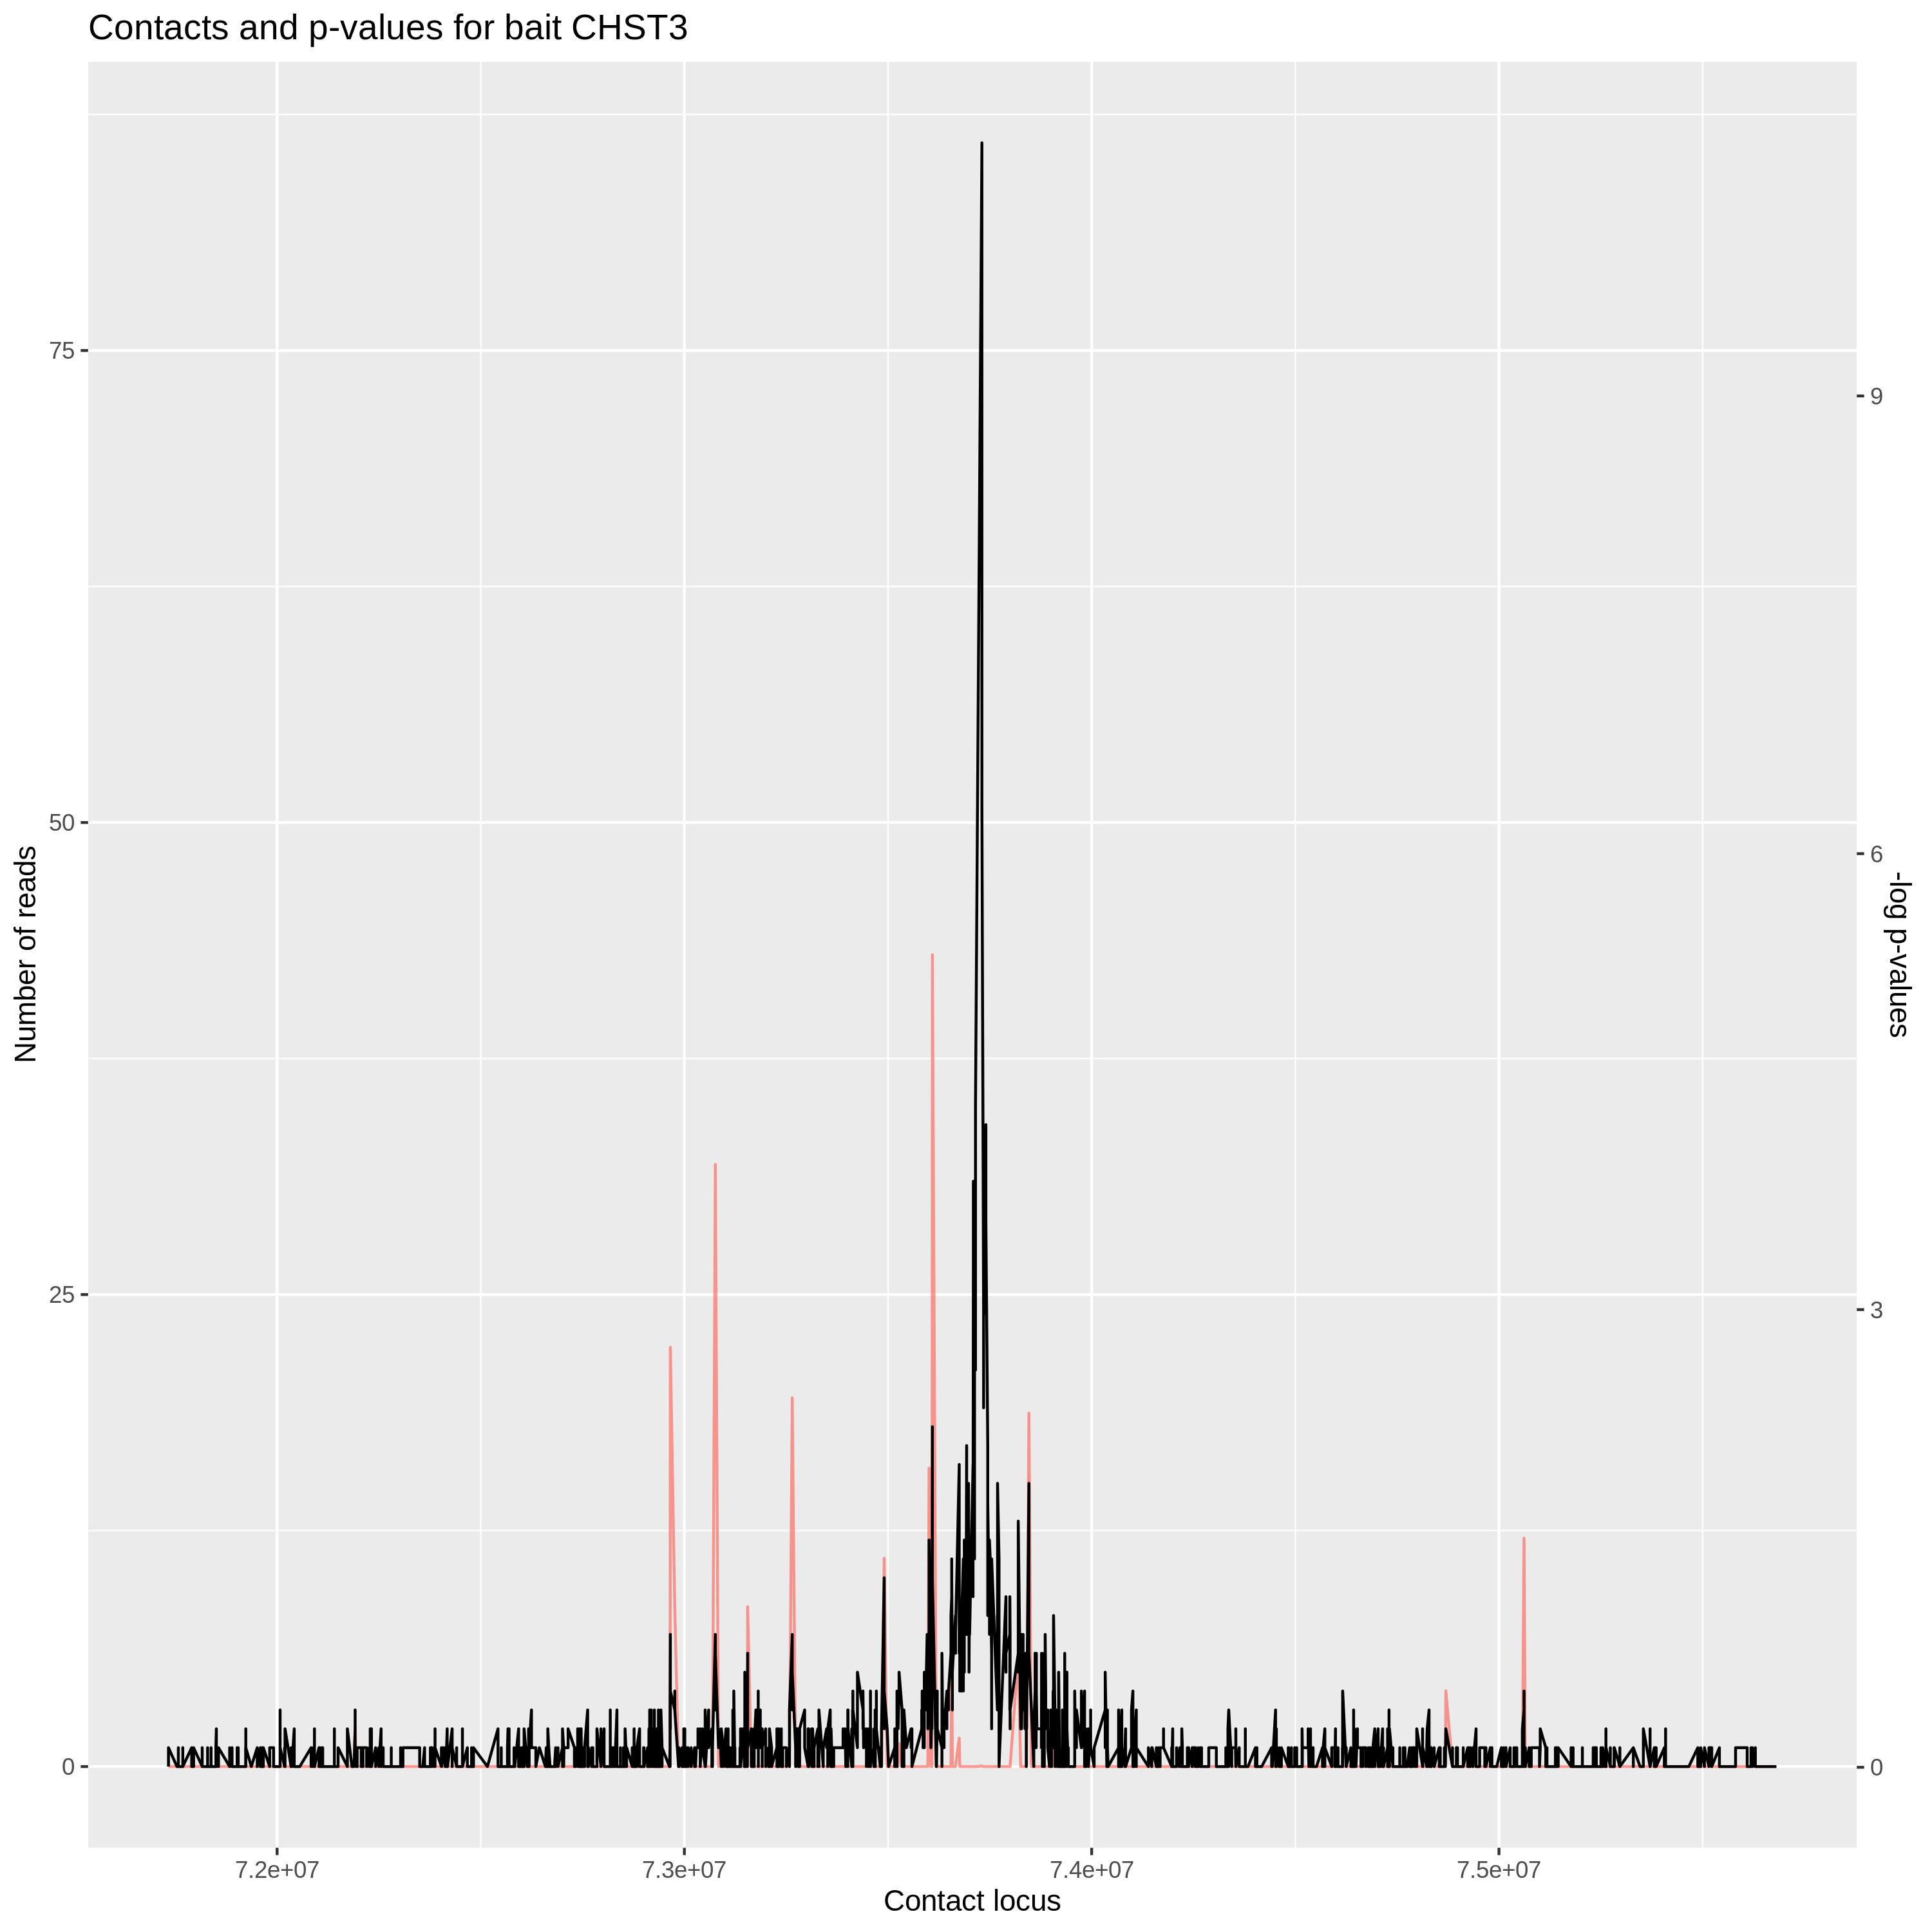 Contacts and p-values for bait CHST3
75
50
25
0
9
6
3
0
Number of reads
-log p-values
7.2e+07 7.3e+07 7.4e+07 7.5e+07
Contact locus